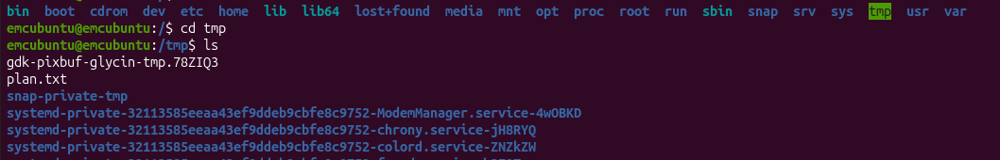 bin boot cdrom dev etc home lib lib64 lost+found media mnt opt proc root run sbin snap srv sys tmp usr var
emcubuntu@emcubuntu:/$ cd tmp
emcubuntu@emcubuntu:/tmp$ ls
gdk-pixbuf-glycin-tmp.78ZIQ3
plan.txt
snap-private-tmp
systemd-private-32113585eeaa43ef9ddeb9cbfe8c9752-ModemManager.service-4wOBKD
systemd-private-32113585eeaa43ef9ddeb9cbfe8c9752-chrony.service-jH8RYQ
systemd-private-32113585eeaa43ef9ddeb9cbfe8c9752-colord.service-ZNZkZW